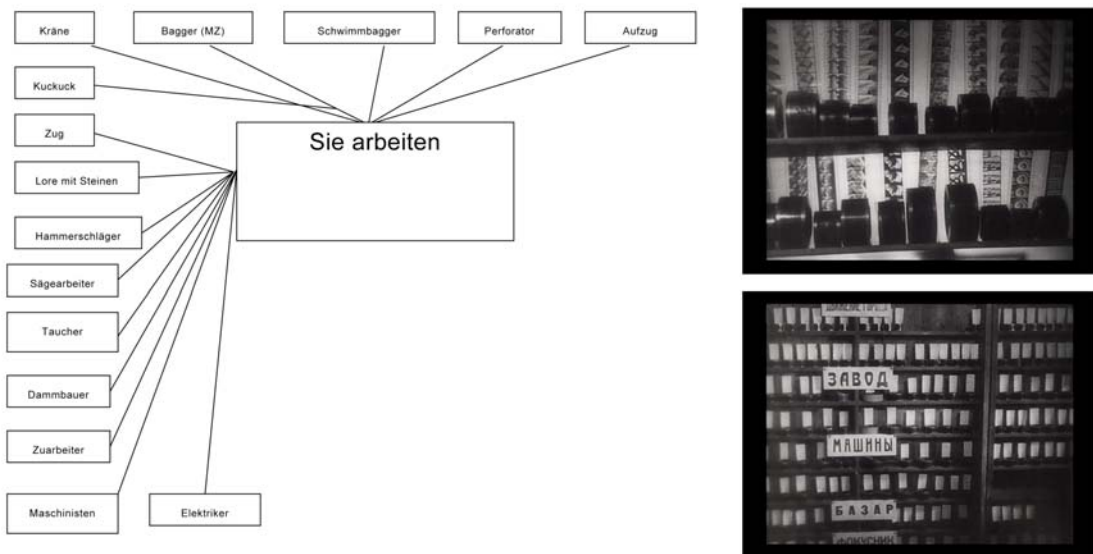 Kräne
Bagger (MZ)
Schwimmbagger
Perforator
Aufzug
Kuckuck
Sie arbeiten
Zug
Lore mit Steinen
Hammerschläger
Sägearbeiter
Taucher
Dammbauer
Zuarbeiter
Maschinisten
Elektriker
ЗАВОД
МАШИНЫ
БАЗАР
ФОКУСНИК